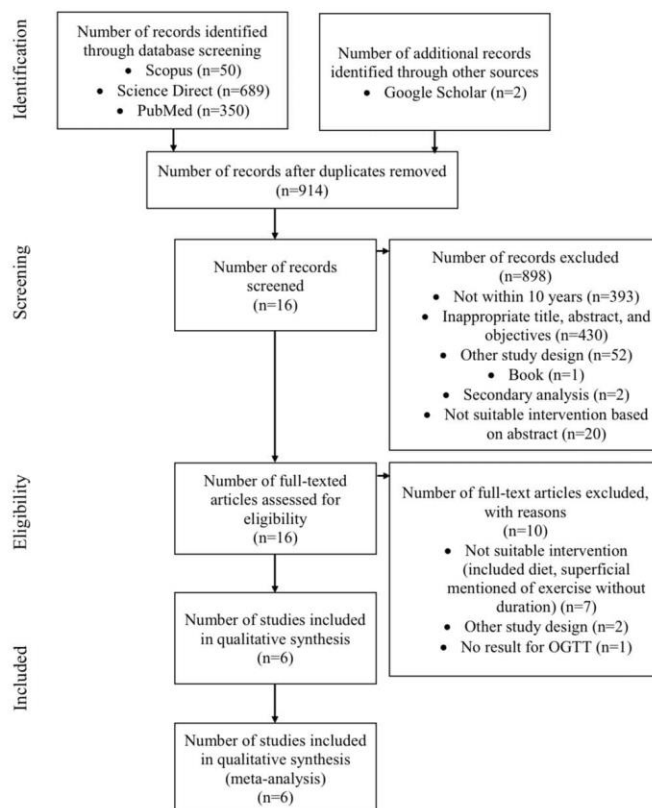 Identification
Number of records identified
through database screening
• Scopus (n=50)
• Science Direct (n=689)
• PubMed (n=350)
Number of additional records
identified through other sources
• Google Scholar (n=2)
Number of records after duplicates removed
(n=914)
Screening
Number of records
screened
(n=16)
Number of records excluded
(n=898)
• Not within 10 years (n=393)
• Inappropriate title, abstract, and
objectives (n=430)
• Other study design (n=52)
• Book (n=1)
• Secondary analysis (n=2)
• Not suitable intervention based
on abstract (n=20)
Eligibility
Number of full-texted
articles assessed for
eligibility
(n=16)
Number of full-text articles excluded,
with reasons
(n=10)
• Not suitable intervention
(included diet, superficial
mentioned of exercise without
duration) (n=7)
• Other study design (n=2)
• No result for OGTT (n=1)
Included
Number of studies included
in qualitative synthesis
(n=6)
Number of studies included
in qualitative synthesis
(meta-analysis)
(n=6)